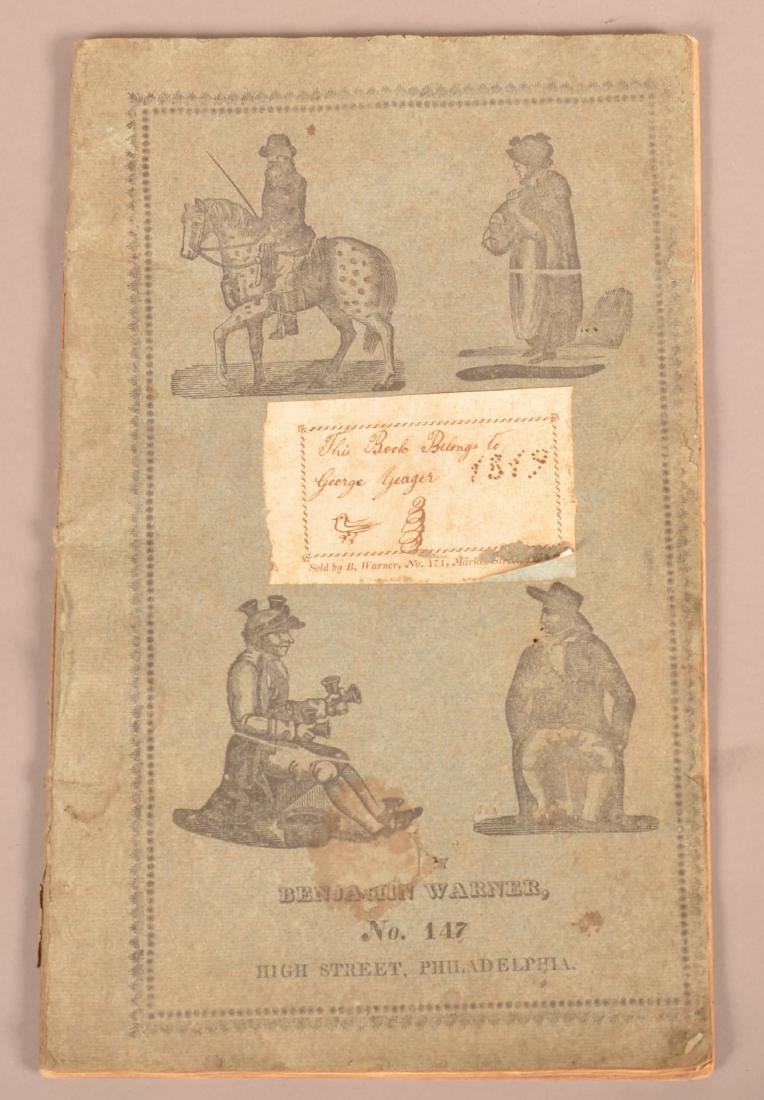 This Book Belongs to
George Yeager 1819
Sold by B. Warner, No. 171,
BENJAMIN WARNER,
No. 147
HIGH STREET, PHILADELPHIA.